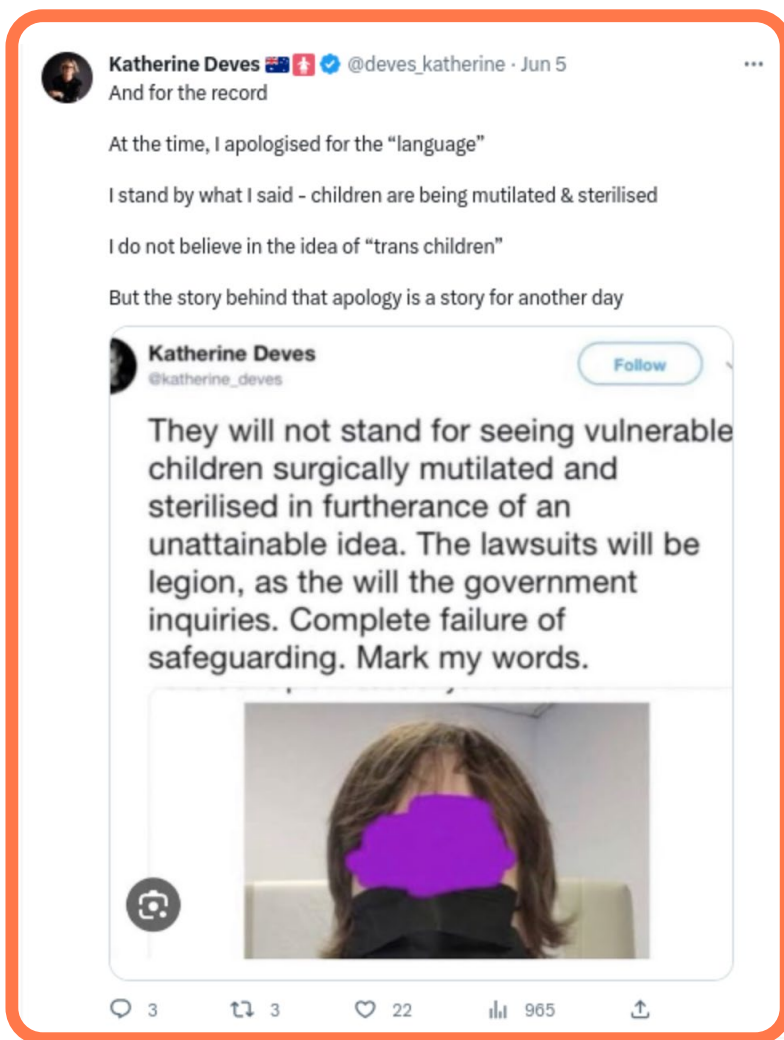 Katherine Deves @deves_katherine · Jun 5
And for the record
At the time, I apologised for the “language”
I stand by what I said - children are being mutilated & sterilised
I do not believe in the idea of “trans children”
But the story behind that apology is a story for another day
Katherine Deves
@katherine_deves
Follow
They will not stand for seeing vulnerable
children surgically mutilated and
sterilised in furtherance of an
unattainable idea. The lawsuits will be
legion, as the will the government
inquiries. Complete failure of
safeguarding. Mark my words.
3 3 22 965